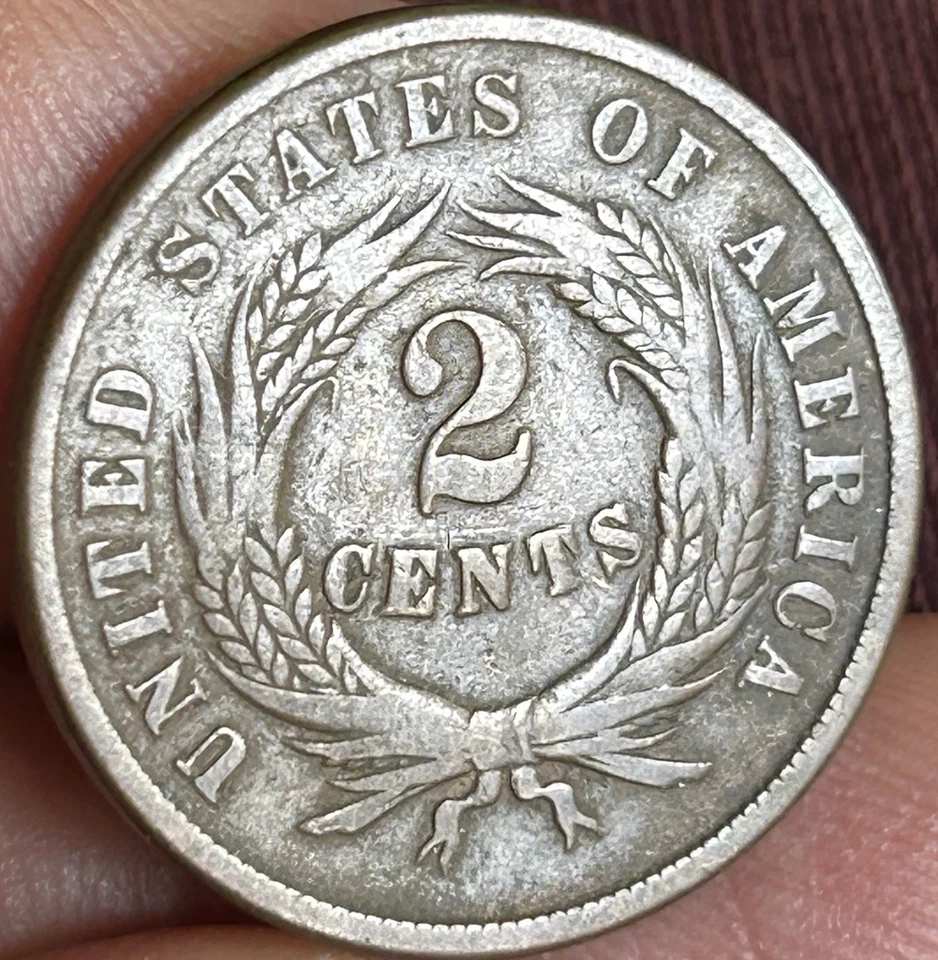 UNITED STATES OF AMERICA
2
CENTS